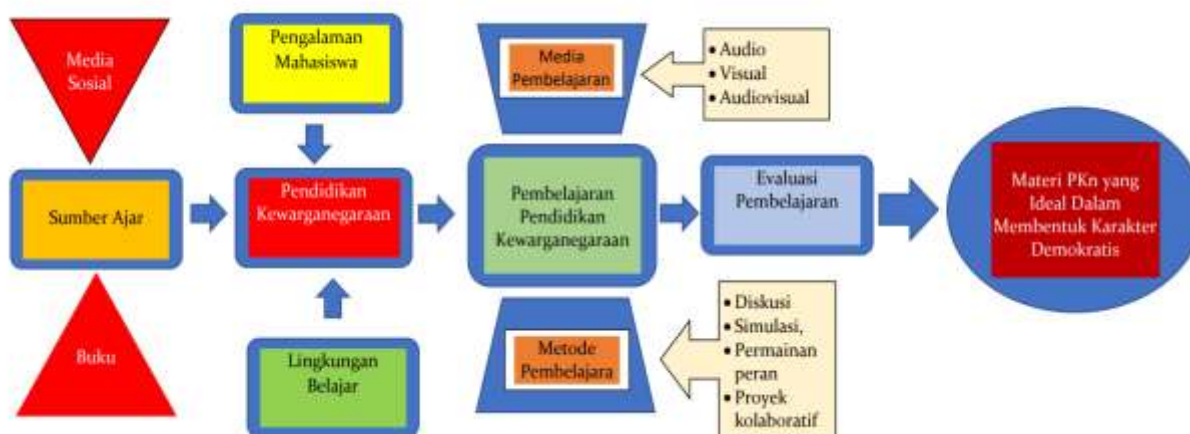 Media
Sosial
Sumber Ajar
Buku
Pengalaman
Mahasiswa
Pendidikan
Kewarganegaraan
Lingkungan
Belajar
Media
Pembelajaran
• Audio
• Visual
• Audiovisual
Pembelajaran
Pendidikan
Kewarganegaraan
Metode
Pembelajara
• Diskusi
• Simulasi,
• Permainan
peran
• Proyek
kolaboratif
Evaluasi
Pembelajaran
Materi PKn yang
Ideal Dalam
Membentuk Karakter
Demokratis